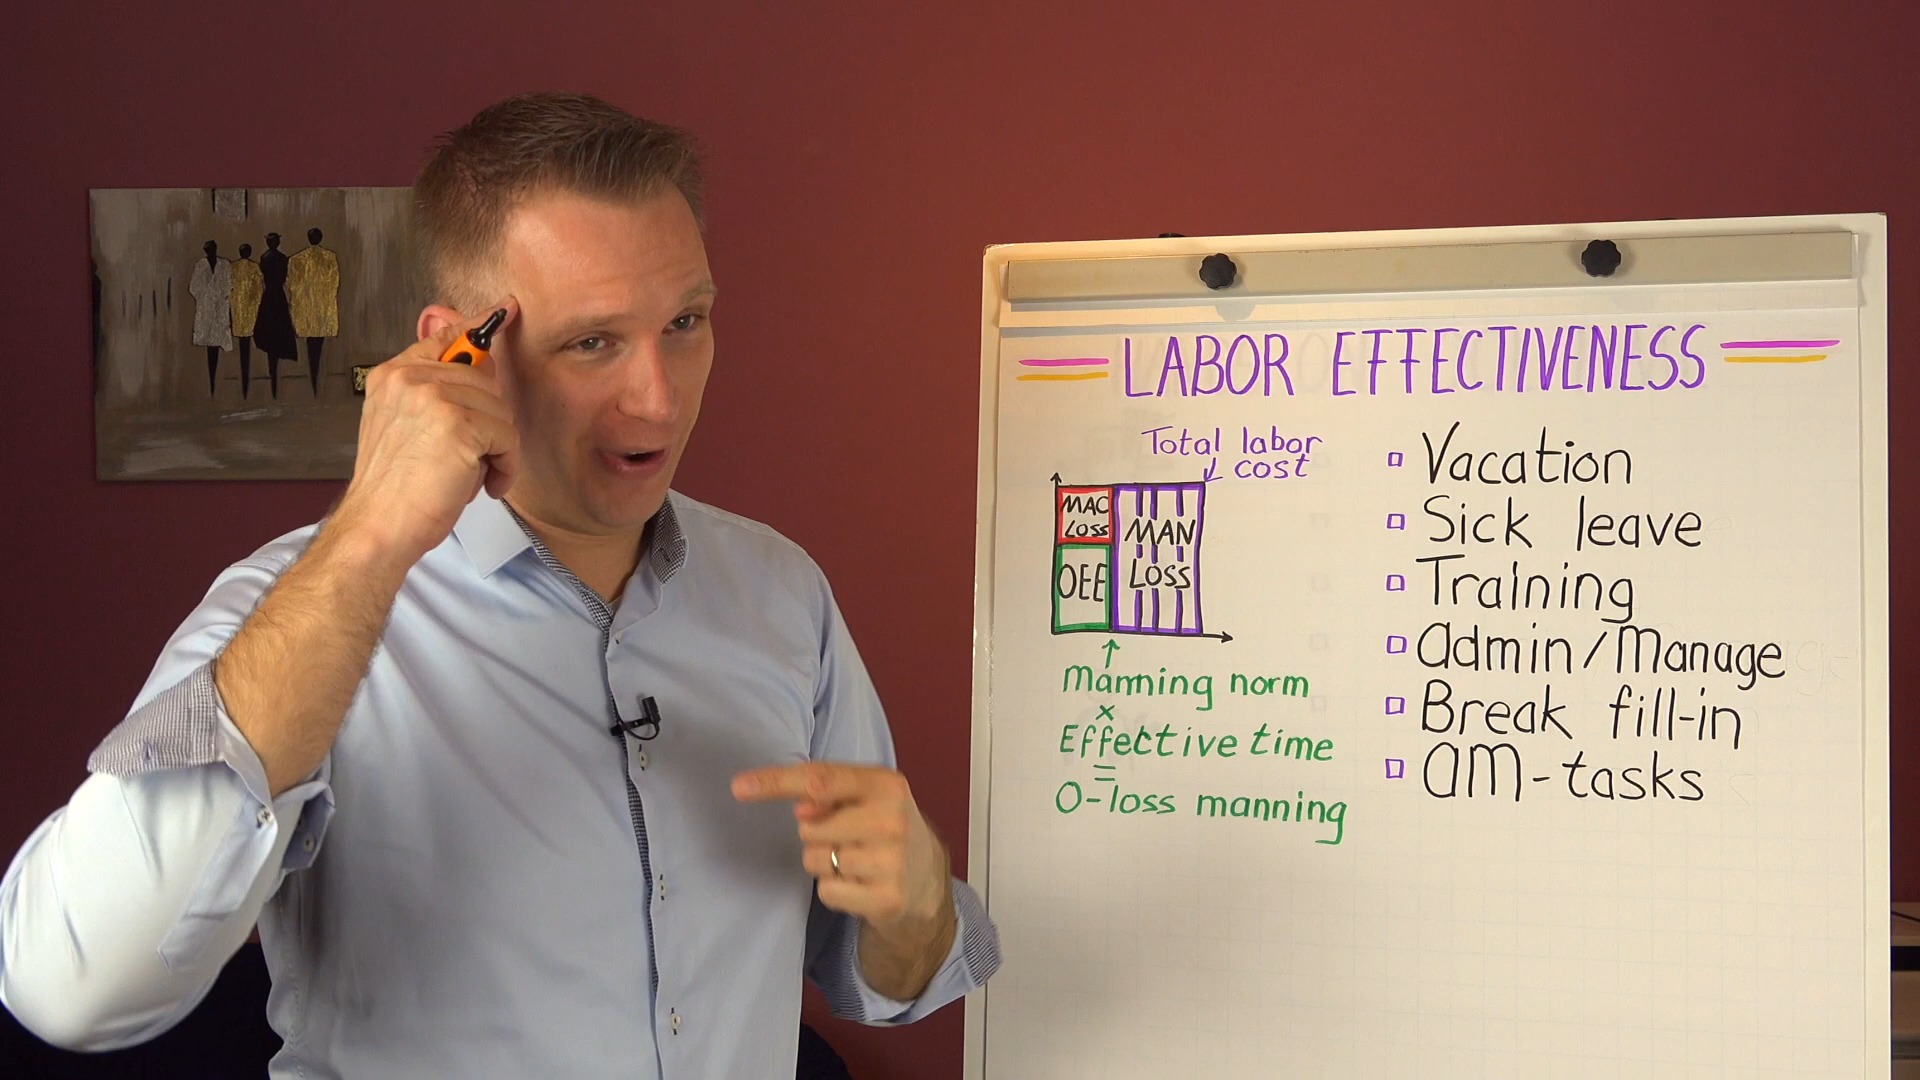 LABOR EFFECTIVENESS
Total labor
cost
MAC
LOSS
OEE
MAN
LOSS
Manning norm
x
Effective time
=
0-loss manning
Vacation
Sick leave
Training
Admin/Manage
Break fill-in
AM-tasks